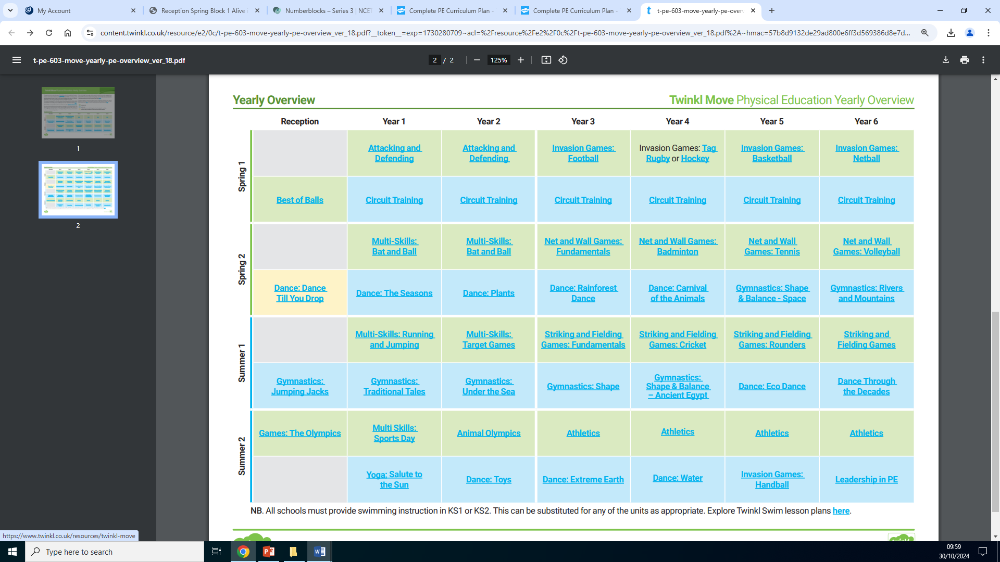 My Account
Reception Spring Block 1 Alive i
Numberblocks – Series 3 | NCET
Complete PE Curriculum Plan -
Complete PE Curriculum Plan -
t-pe-603-move-yearly-pe-overv
content.twinkl.co.uk/resource/e2/0c/t-pe-603-move-yearly-pe-overview_ver_18.pdf?__token__=exp=1730280709~acl=%2Fresource%2Fe2%2F0c%2Ft-pe-603-move-yearly-pe-overview_ver_18.pdf%2A~hmac=57b8d9132de29ad800e6ff3d569386d8e7d...
t-pe-603-move-yearly-pe-overview_ver_18.pdf
2 / 2
125%
1
2
Yearly Overview
Twinkl Move Physical Education Yearly Overview
Reception
Year 1
Year 2
Year 3
Year 4
Year 5
Year 6
Spring 1
Attacking and
Defending
Attacking and
Defending
Invasion Games:
Football
Invasion Games: Tag
Rugby or Hockey
Invasion Games:
Basketball
Invasion Games:
Netball
Best of Balls
Circuit Training
Circuit Training
Circuit Training
Circuit Training
Circuit Training
Circuit Training
Spring 2
Multi-Skills:
Bat and Ball
Multi-Skills:
Bat and Ball
Net and Wall Games:
Fundamentals
Net and Wall Games:
Badminton
Net and Wall
Games: Tennis
Net and Wall
Games: Volleyball
Dance: Dance
Till You Drop
Dance: The Seasons
Dance: Plants
Dance: Rainforest
Dance
Dance: Carnival
of the Animals
Gymnastics: Shape
& Balance - Space
Gymnastics: Rivers
and Mountains
Summer 1
Multi-Skills: Running
and Jumping
Multi-Skills:
Target Games
Striking and Fielding
Games: Fundamentals
Striking and Fielding
Games: Cricket
Striking and Fielding
Games: Rounders
Striking and
Fielding Games
Gymnastics:
Jumping Jacks
Gymnastics:
Traditional Tales
Gymnastics:
Under the Sea
Gymnastics: Shape
Gymnastics:
Shape & Balance
– Ancient Egypt
Dance: Eco Dance
Dance Through
the Decades
Summer 2
Games: The Olympics
Multi Skills:
Sports Day
Animal Olympics
Athletics
Athletics
Athletics
Athletics
Yoga: Salute to
the Sun
Dance: Toys
Dance: Extreme Earth
Dance: Water
Invasion Games:
Handball
Leadership in PE
NB. All schools must provide swimming instruction in KS1 or KS2. This can be substituted for any of the units as appropriate. Explore Twinkl Swim lesson plans here.
https://www.twinkl.co.uk/resources/twinkl-move
Type here to search
09:59
30/10/2024